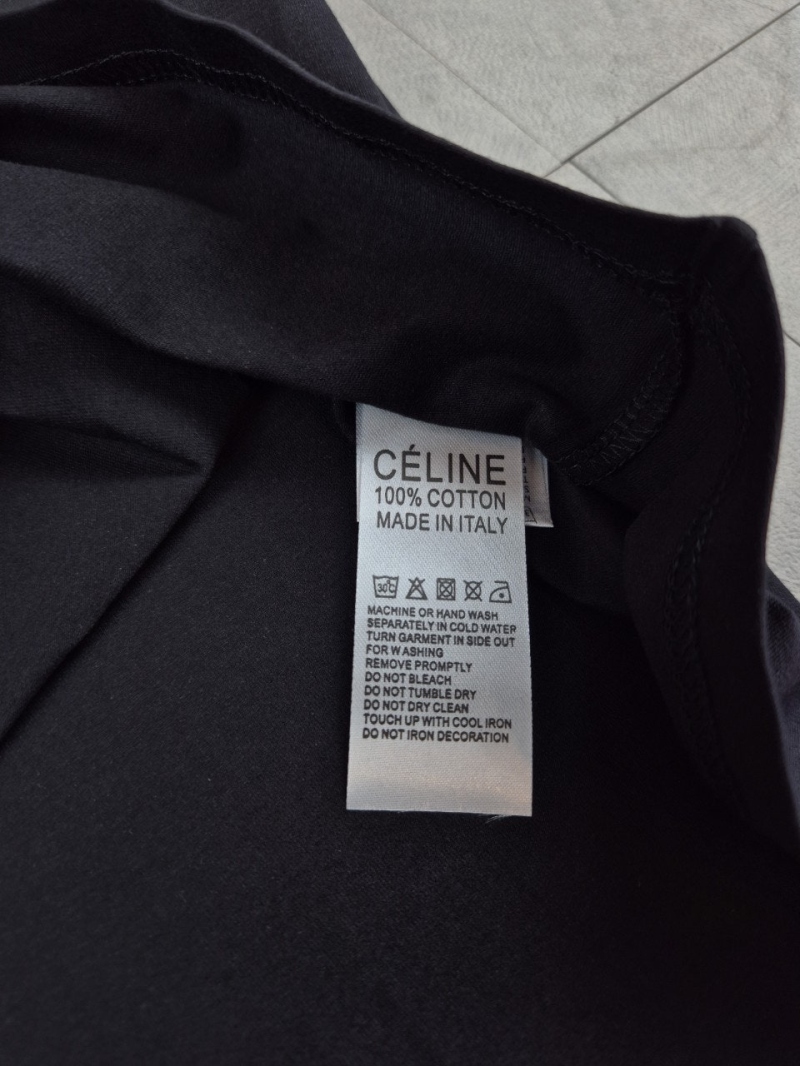 CÉLINE
100% COTTON
MADE IN ITALY
30C
MACHINE OR HAND WASH
SEPARATELY IN COLD WATER
TURN GARMENT IN SIDE OUT
FOR WASHING
REMOVE PROMPTLY
DO NOT BLEACH
DO NOT TUMBLE DRY
DO NOT DRY CLEAN
TOUCH UP WITH COOL IRON
DO NOT IRON DECORATION